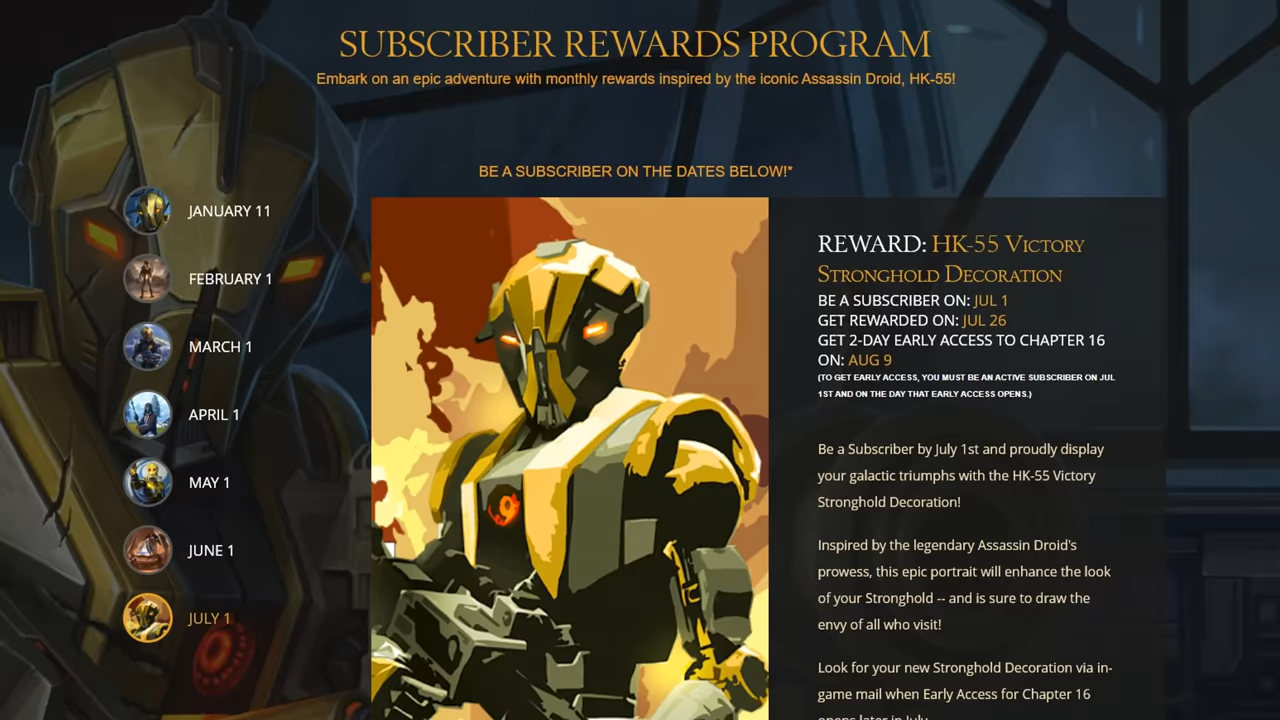 SUBSCRIBER REWARDS PROGRAM
Embark on an epic adventure with monthly rewards inspired by the iconic Assassin Droid, HK-55!
BE A SUBSCRIBER ON THE DATES BELOW!*
JANUARY 11
FEBRUARY 1
MARCH 1
APRIL 1
MAY 1
JUNE 1
JULY 1
REWARD: HK-55 VICTORY
STRONGHOLD DECORATION
BE A SUBSCRIBER ON: JUL 1
GET REWARDED ON: JUL 26
GET 2-DAY EARLY ACCESS TO CHAPTER 16
ON: AUG 9
(TO GET EARLY ACCESS, YOU MUST BE AN ACTIVE SUBSCRIBER ON JUL
1ST AND ON THE DAY THAT EARLY ACCESS OPENS.)
Be a Subscriber by July 1st and proudly display
your galactic triumphs with the HK-55 Victory
Stronghold Decoration!
Inspired by the legendary Assassin Droid's
prowess, this epic portrait will enhance the look
of your Stronghold -- and is sure to draw the
envy of all who visit!
Look for your new Stronghold Decoration via in-
game mail when Early Access for Chapter 16
opens later in July.